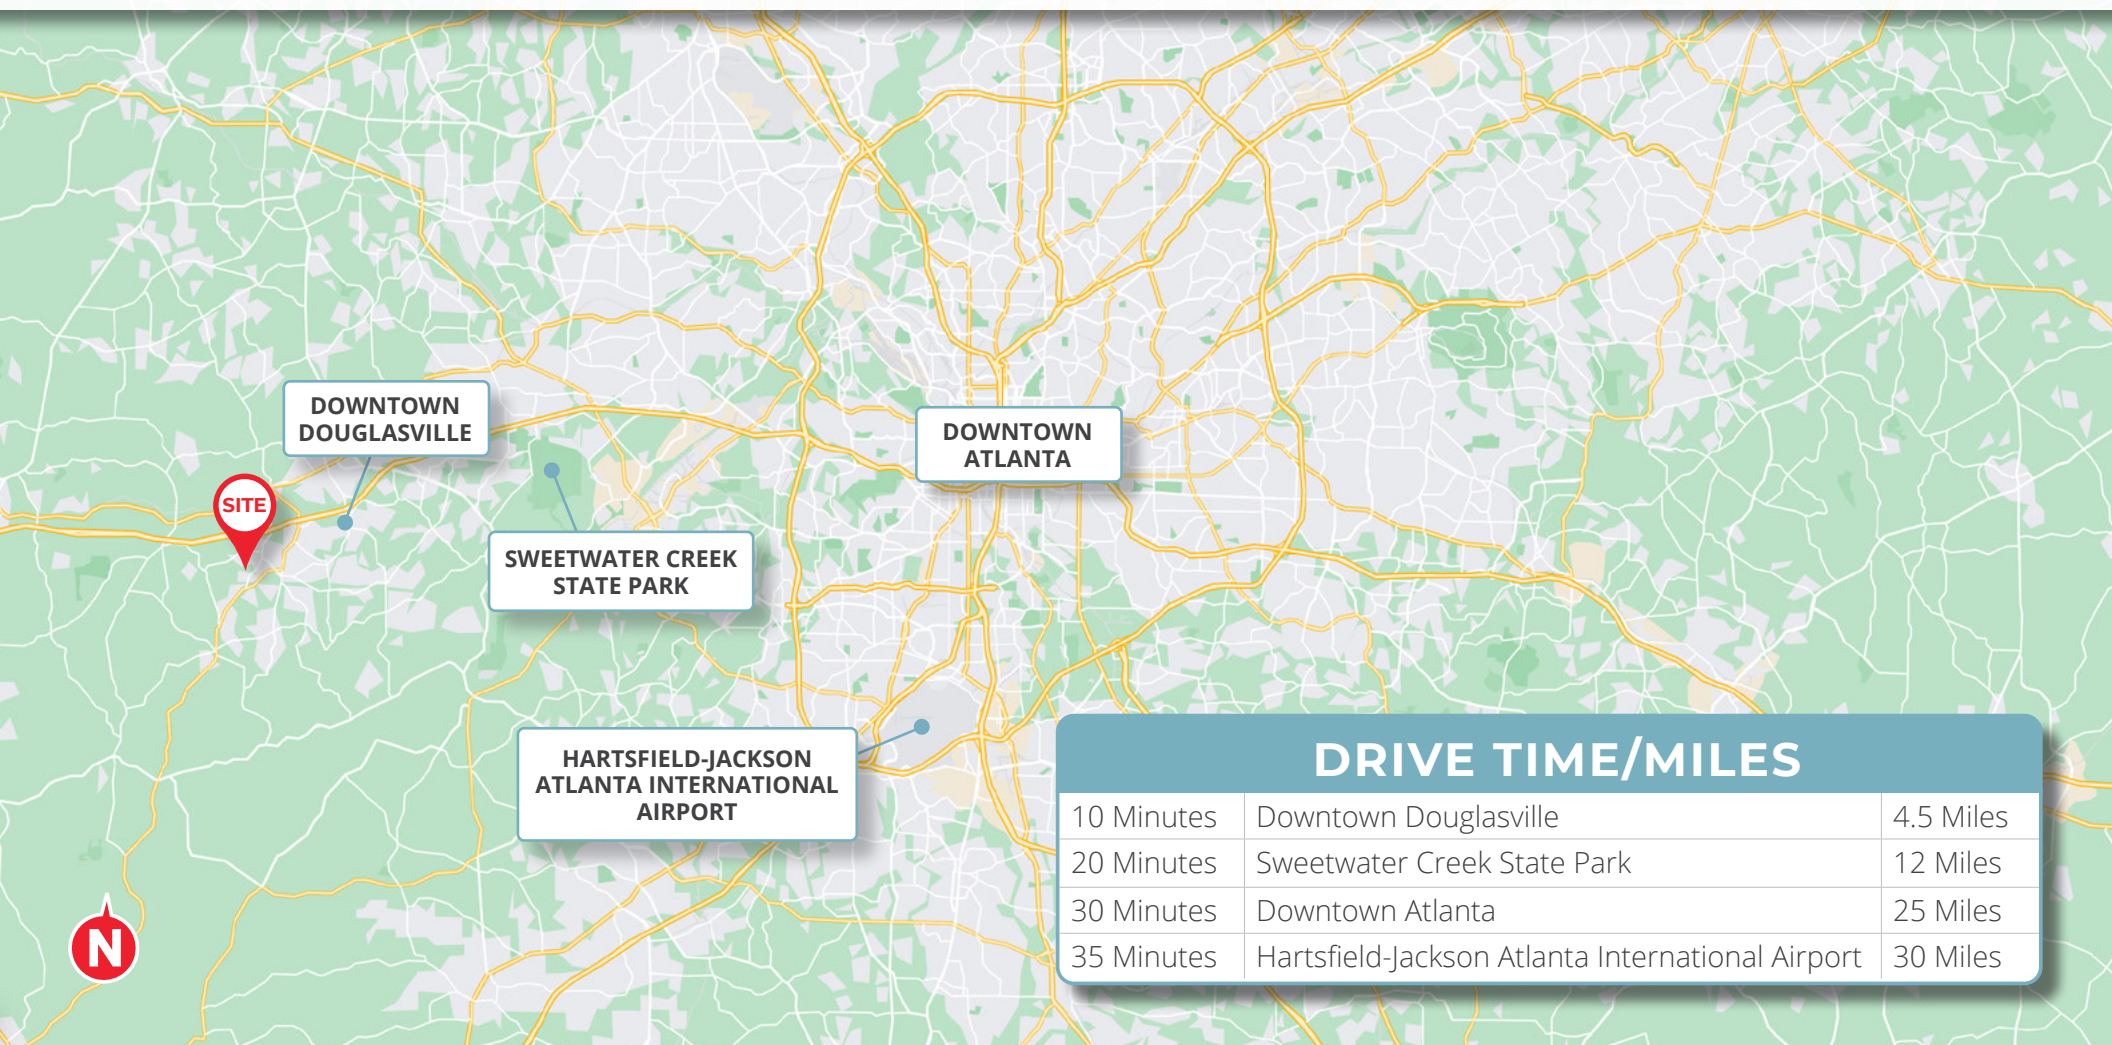 DOWNTOWN
DOUGLASVILLE
DOWNTOWN
ATLANTA
SITE
SWEETWATER CREEK
STATE PARK
HARTSFIELD-JACKSON
ATLANTA INTERNATIONAL
AIRPORT
DRIVE TIME/MILES
10 Minutes Downtown Douglasville 4.5 Miles
20 Minutes Sweetwater Creek State Park 12 Miles
30 Minutes Downtown Atlanta 25 Miles
35 Minutes Hartsfield-Jackson Atlanta International Airport 30 Miles
N